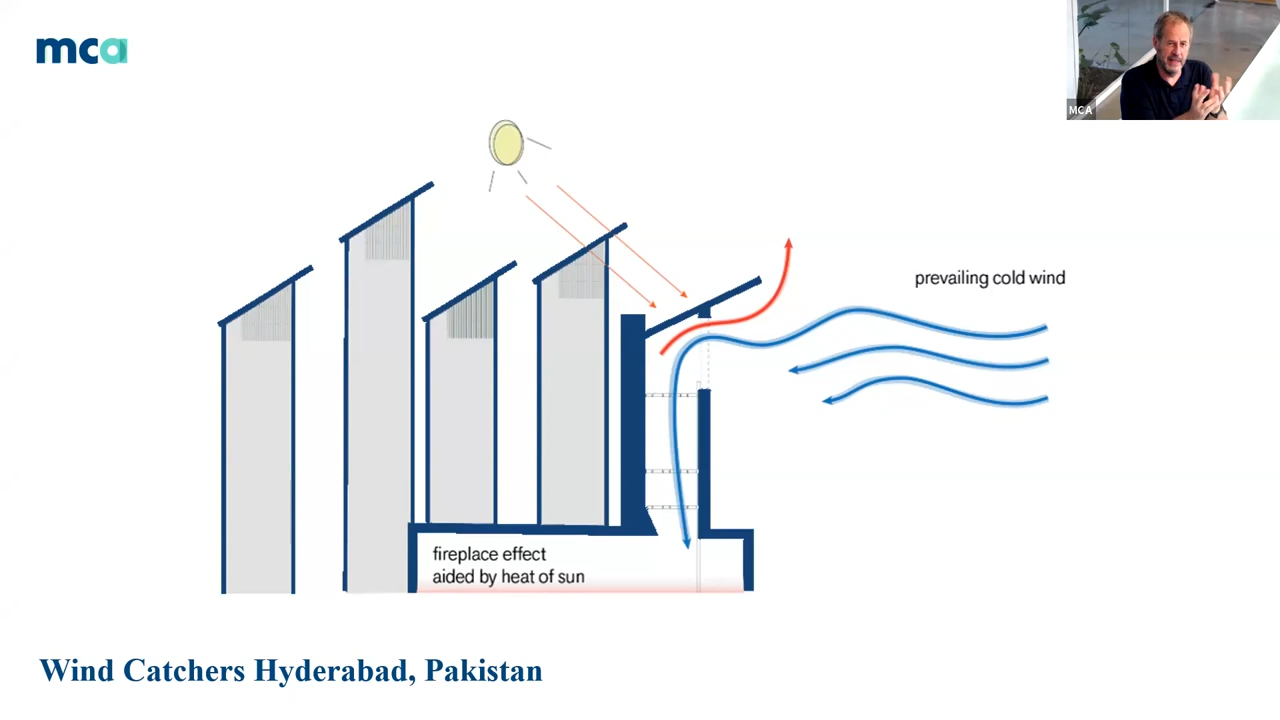 mca
MCA
prevailing cold wind
fireplace effect
aided by heat of sun
Wind Catchers Hyderabad, Pakistan